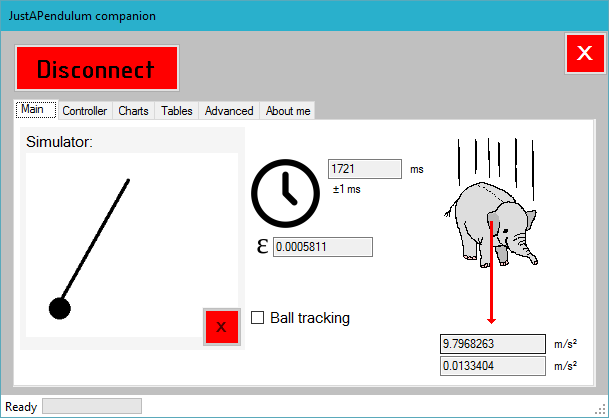 JustAPendulum companion
Disconnect
X
Main Controller Charts Tables Advanced About me
Simulator:
1721 ms
±1 ms
ε 0.0005811
X
Ball tracking
9.7968263 m/s²
0.0133404 m/s²
Ready